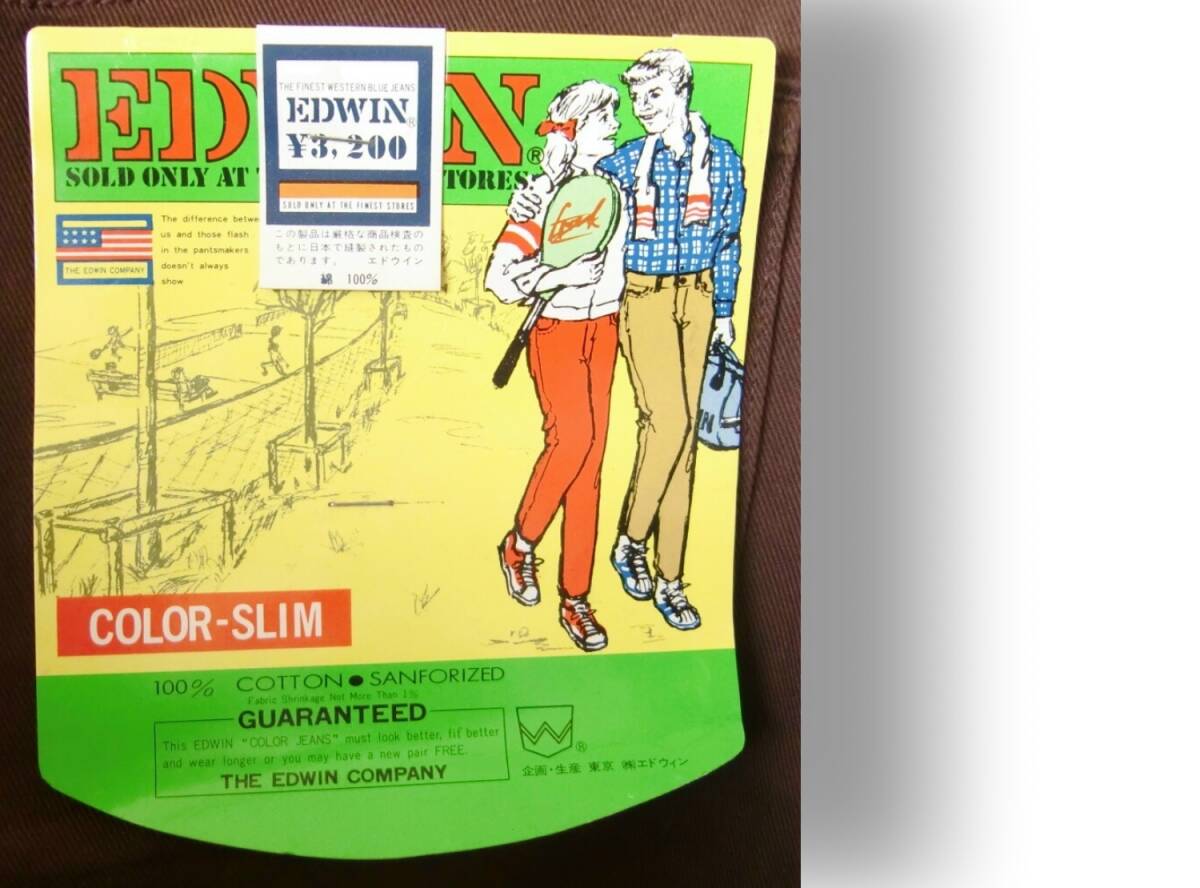 ED N®
SOLD ONLY AT TORES.
THE FINEST WESTERN BLUE JEANS
EDWIN®
¥3,200
SOLD ONLY AT THE FINEST STORES
この製品は厳格な商品検査の
もとに日本で縫製されたもの
であります。 エドウイン
綿 100%
The difference betwe
us and those flash
in the pantsmakers
doesn't always
show
THE EDWIN COMPANY
COLOR-SLIM
100% COTTON ● SANFORIZED
Fabric Shrinkage Not More Than 1%
GUARANTEED
This EDWIN "COLOR JEANS" must look better, fit better
and wear longer or you may have a new pair FREE.
THE EDWIN COMPANY
W®
企画・生産 東京 ㈱エドウィン